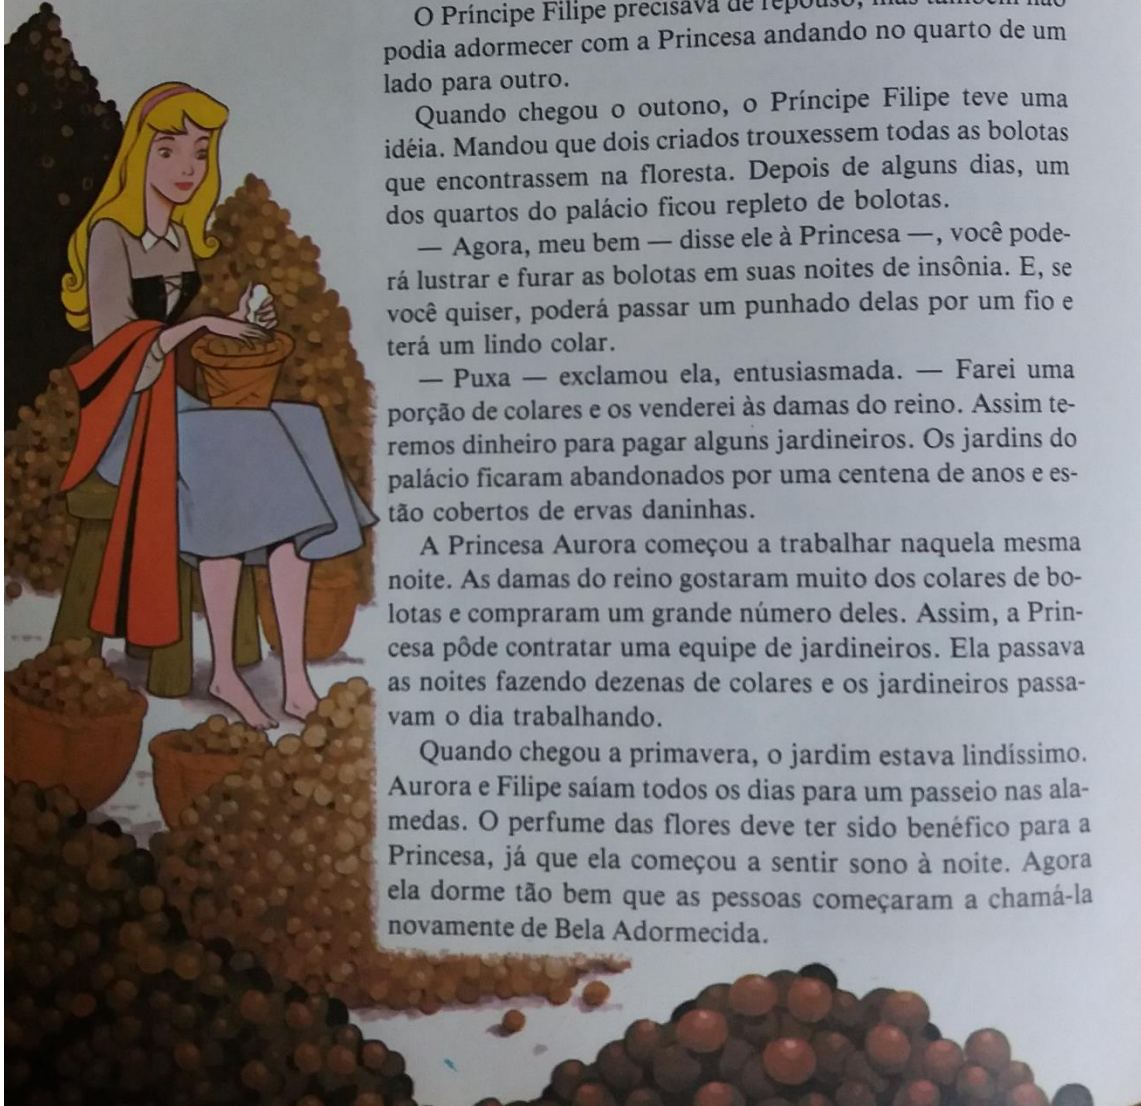 O Príncipe Filipe precisava de repouso, mas também não
podia adormecer com a Princesa andando no quarto de um
lado para outro.
Quando chegou o outono, o Príncipe Filipe teve uma
idéia. Mandou que dois criados trouxessem todas as bolotas
que encontrassem na floresta. Depois de alguns dias, um
dos quartos do palácio ficou repleto de bolotas.
— Agora, meu bem — disse ele à Princesa —, você pode-
rá lustrar e furar as bolotas em suas noites de insônia. E, se
você quiser, poderá passar um punhado delas por um fio e
terá um lindo colar.
— Puxa — exclamou ela, entusiasmada. — Farei uma
porção de colares e os venderei às damas do reino. Assim te-
remos dinheiro para pagar alguns jardineiros. Os jardins do
palácio ficaram abandonados por uma centena de anos e es-
tão cobertos de ervas daninhas.
A Princesa Aurora começou a trabalhar naquela mesma
noite. As damas do reino gostaram muito dos colares de bo-
lotas e compraram um grande número deles. Assim, a Prin-
cesa pôde contratar uma equipe de jardineiros. Ela passava
as noites fazendo dezenas de colares e os jardineiros passa-
vam o dia trabalhando.
Quando chegou a primavera, o jardim estava lindíssimo.
Aurora e Filipe saíam todos os dias para um passeio nas ala-
medas. O perfume das flores deve ter sido benéfico para a
Princesa, já que ela começou a sentir sono à noite. Agora
ela dorme tão bem que as pessoas começaram a chamá-la
novamente de Bela Adormecida.